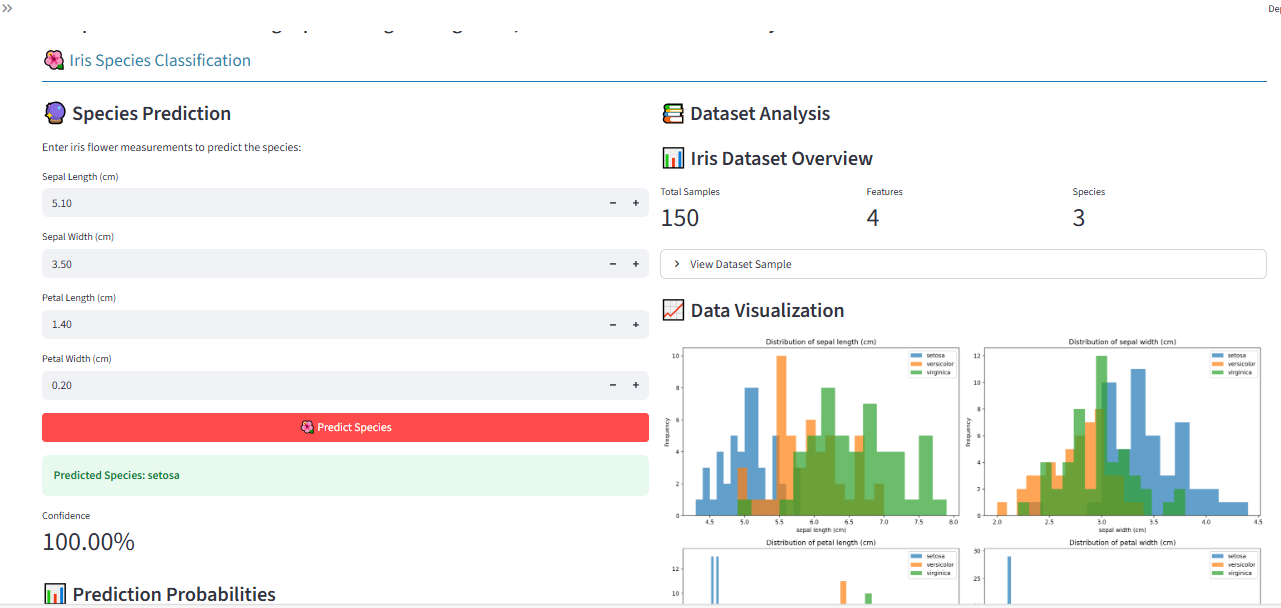 Iris Species Classification
Species Prediction
Enter iris flower measurements to predict the species:
Sepal Length (cm)
5.10
Sepal Width (cm)
3.50
Petal Length (cm)
1.40
Petal Width (cm)
0.20
Predict Species
Predicted Species: setosa
Confidence
100.00%
Prediction Probabilities
Dataset Analysis
Iris Dataset Overview
Total Samples
Features
Species
150
4
3
View Dataset Sample
Data Visualization
Distribution of sepal length (cm)
setosa
versicolor
virginica
10
8
6
4
2
0
Frequency
4.5 5.0 5.5 6.0 6.5 7.0 7.5 8.0
sepal length (cm)
Distribution of sepal width (cm)
setosa
versicolor
virginica
12
10
8
6
4
2
0
Frequency
2.0 2.5 3.0 3.5 4.0 4.5
sepal width (cm)
Distribution of petal length (cm)
setosa
versicolor
virginica
12
10
Distribution of petal width (cm)
setosa
versicolor
virginica
30
25